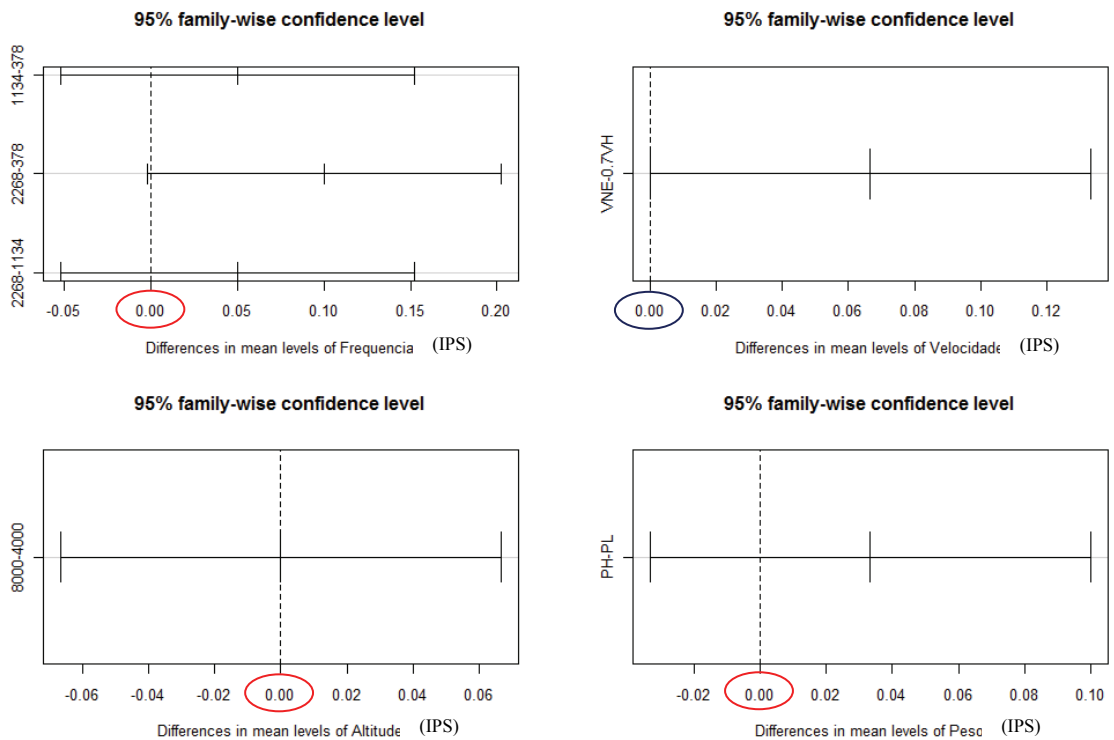 95% family-wise confidence level
1134-378
2268-378
2268-1134
-0.05 0.00 0.05 0.10 0.15 0.20
Differences in mean levels of Frequencia (IPS)
95% family-wise confidence level
VNE-0.7VH
0.00 0.02 0.04 0.06 0.08 0.12
Differences in mean levels of Velocidade (IPS)
95% family-wise confidence level
8000-4000
-0.06 -0.04 -0.02 0.00 0.02 0.04 0.06
Differences in mean levels of Altitude (IPS)
95% family-wise confidence level
PH-PL
-0.02 0.00 0.02 0.04 0.06 0.10
Differences in mean levels of Peso (IPS)